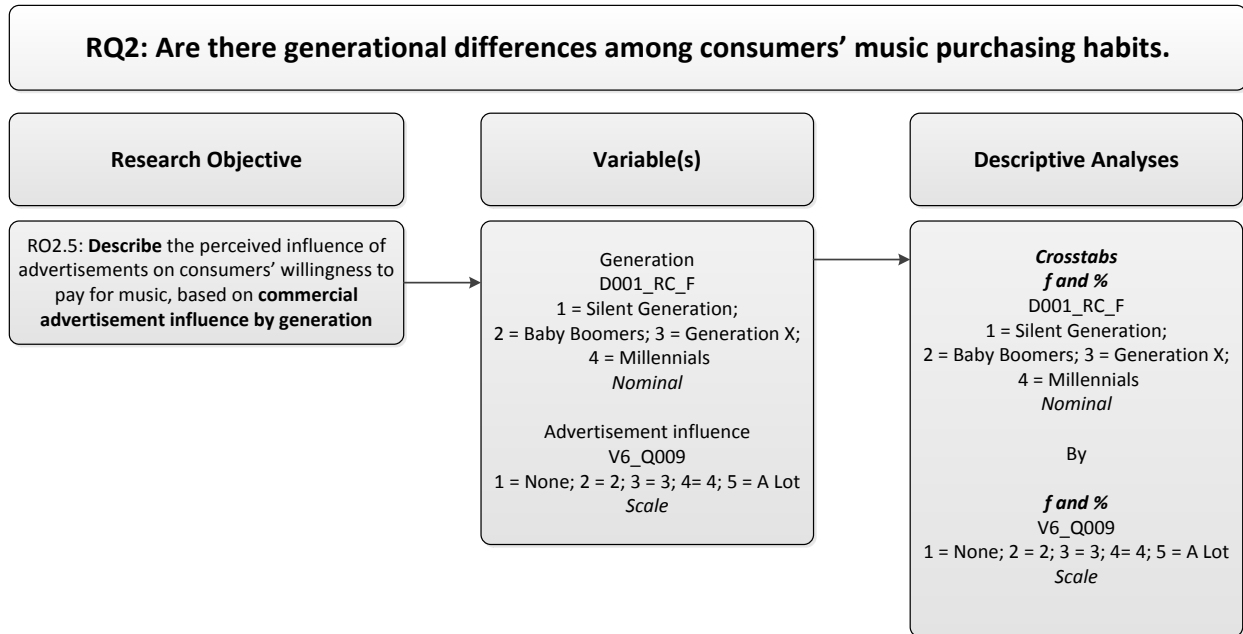 RQ2: Are there generational differences among consumers’ music purchasing habits.
Research Objective
RO2.5: Describe the perceived influence of
advertisements on consumers’ willingness to
pay for music, based on commercial
advertisement influence by generation
Variable(s)
Generation
D001_RC_F
1 = Silent Generation;
2 = Baby Boomers; 3 = Generation X;
4 = Millennials
Nominal
Advertisement influence
V6_Q009
1 = None; 2 = 2; 3 = 3; 4= 4; 5 = A Lot
Scale
Descriptive Analyses
Crosstabs
f and %
D001_RC_F
1 = Silent Generation;
2 = Baby Boomers; 3 = Generation X;
4 = Millennials
Nominal
By
f and %
V6_Q009
1 = None; 2 = 2; 3 = 3; 4= 4; 5 = A Lot
Scale